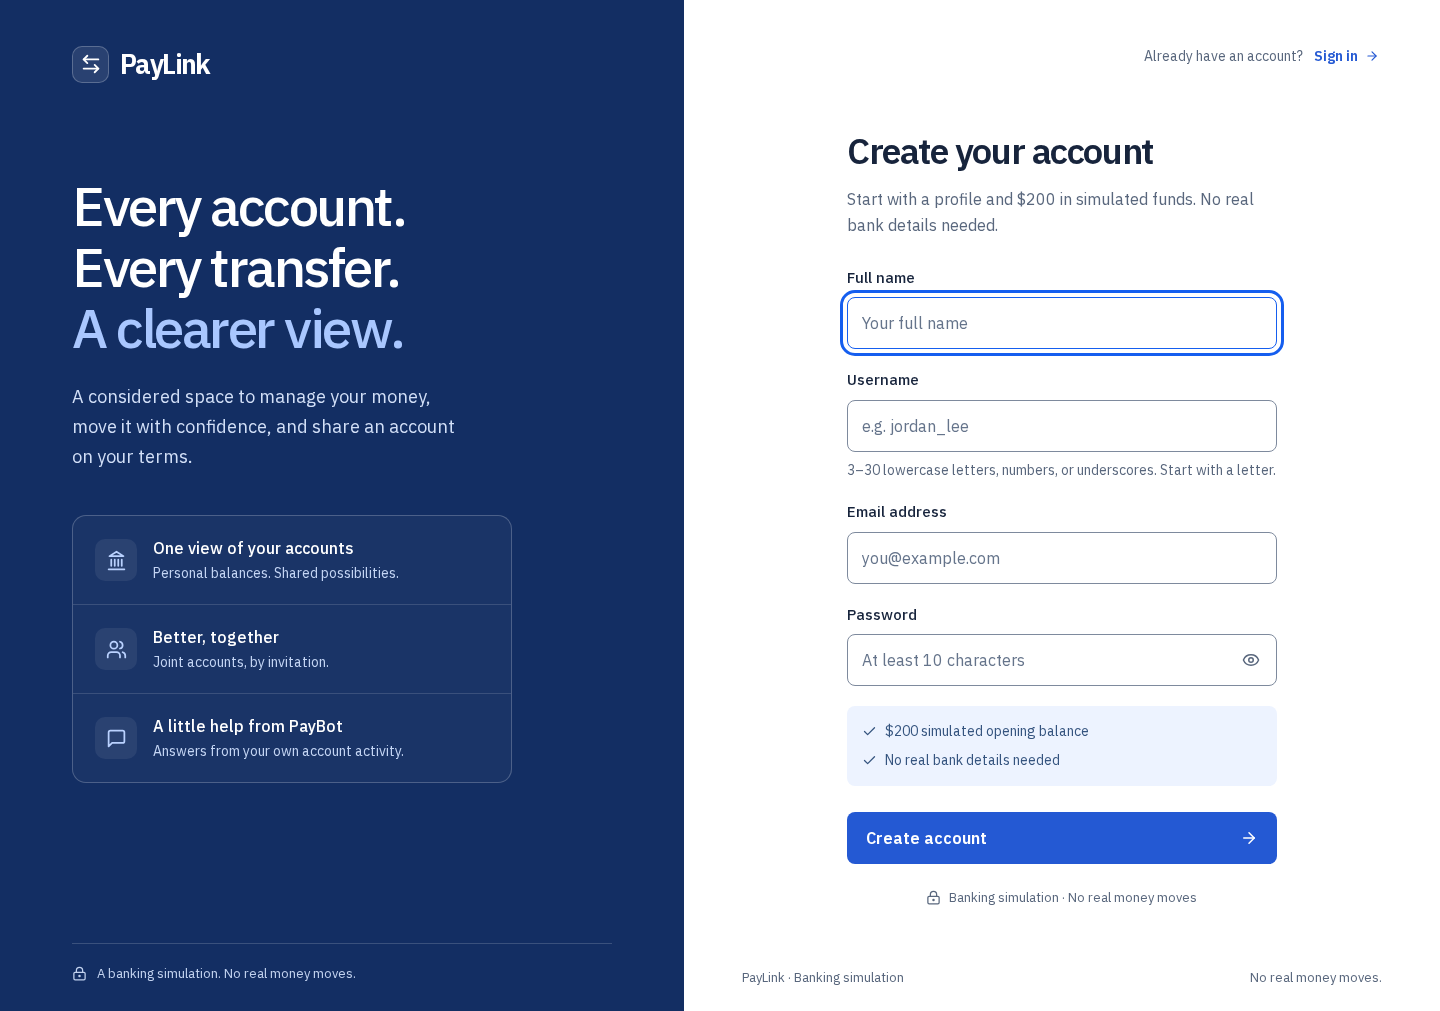 PayLink
Every account.
Every transfer.
A clearer view.
A considered space to manage your money,
move it with confidence, and share an account
on your terms.
One view of your accounts
Personal balances. Shared possibilities.
Better, together
Joint accounts, by invitation.
A little help from PayBot
Answers from your own account activity.
A banking simulation. No real money moves.
Already have an account? Sign in
Create your account
Start with a profile and $200 in simulated funds. No real
bank details needed.
Full name
Your full name
Username
e.g. jordan_lee
3–30 lowercase letters, numbers, or underscores. Start with a letter.
Email address
you@example.com
Password
At least 10 characters
$200 simulated opening balance
No real bank details needed
Create account
Banking simulation · No real money moves
PayLink · Banking simulation
No real money moves.